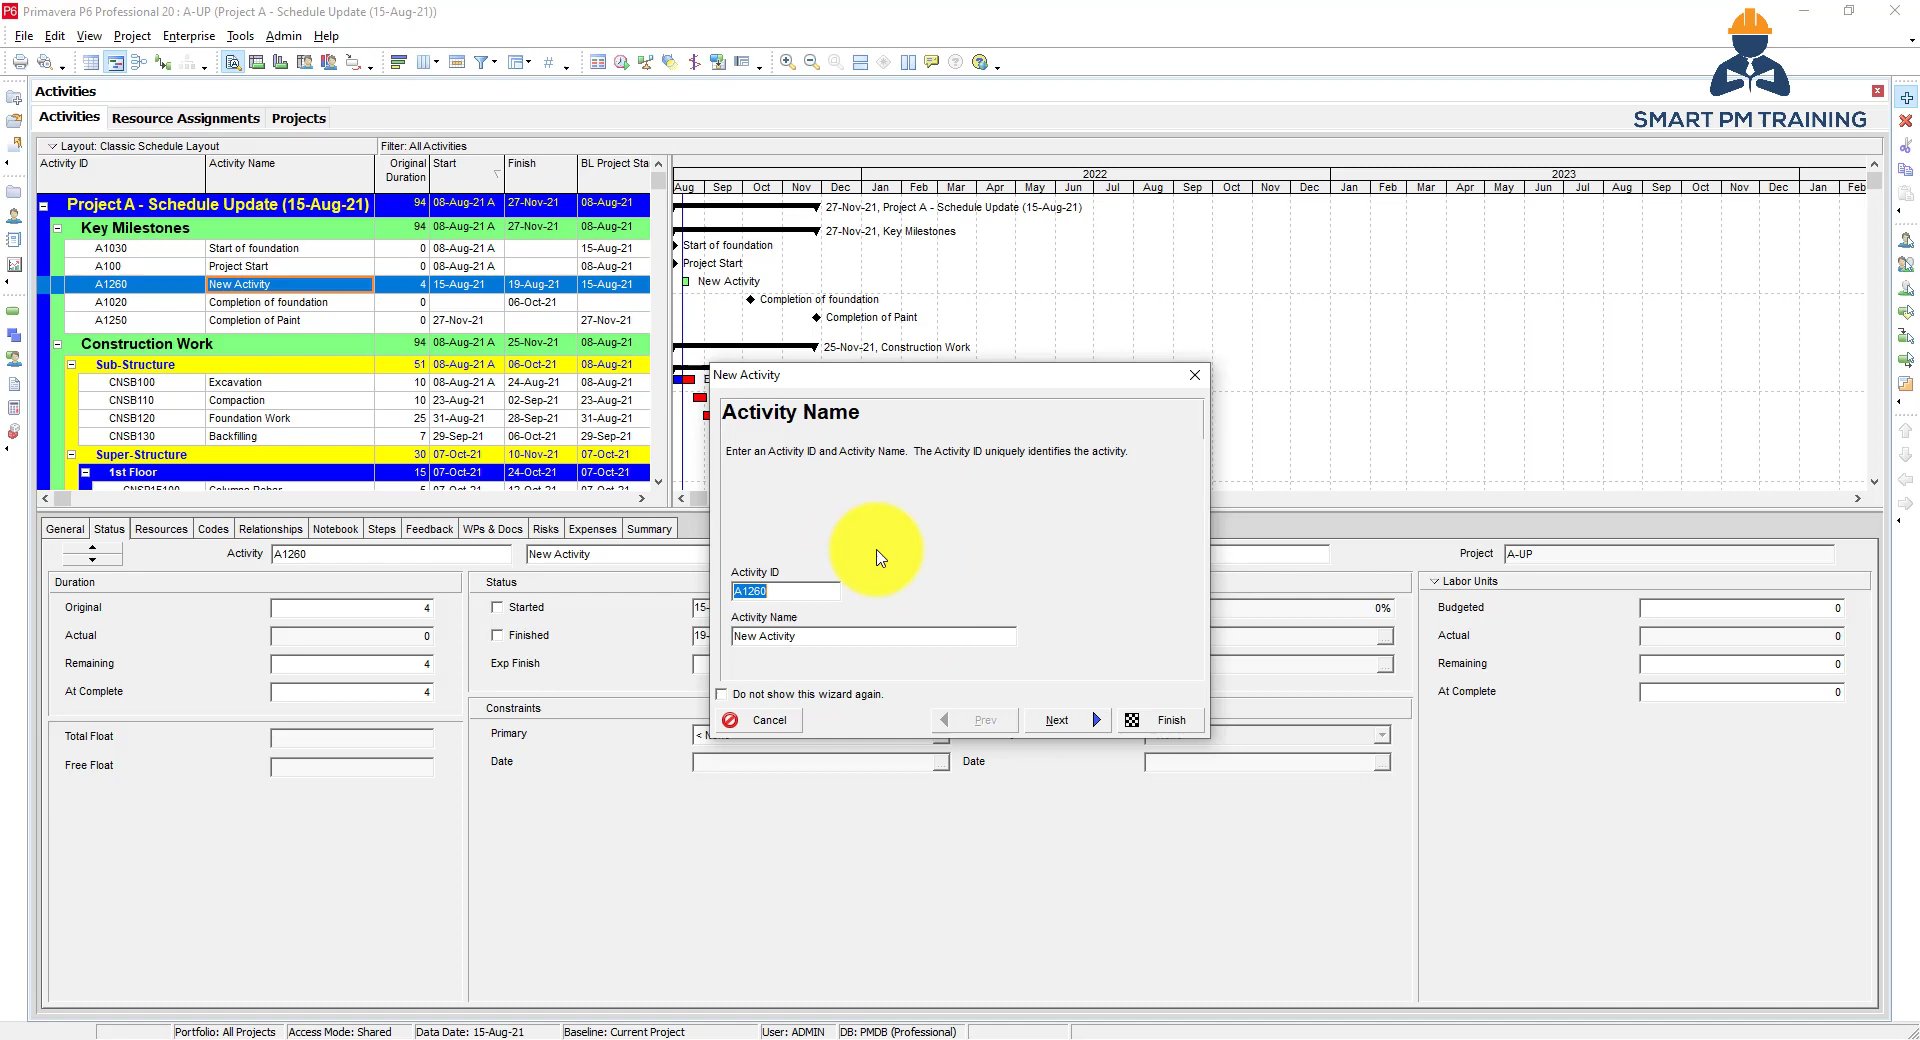 Primavera P6 Professional 20 : A-UP (Project A - Schedule Update (15-Aug-21))
File Edit View Project Enterprise Tools Admin Help
SMART PM TRAINING
Activities
Activities Resource Assignments Projects
Layout: Classic Schedule Layout Filter: All Activities
Activity ID Activity Name Original Duration Start Finish BL Project Sta
2022 2023
Aug Sep Oct Nov Dec Jan Feb Mar Apr May Jun Jul Aug Sep Oct Nov Dec Jan Feb Mar Apr May Jun Jul Aug Sep Oct Nov Dec Jan Feb
Project A - Schedule Update (15-Aug-21) 94 08-Aug-21 A 27-Nov-21 08-Aug-21 27-Nov-21, Project A - Schedule Update (15-Aug-21)
Key Milestones 94 08-Aug-21 A 27-Nov-21 08-Aug-21 27-Nov-21, Key Milestones
A1030 Start of foundation 0 08-Aug-21 A 15-Aug-21 Start of foundation
A100 Project Start 0 08-Aug-21 A 08-Aug-21 Project Start
A1260 New Activity 4 15-Aug-21 19-Aug-21 15-Aug-21 New Activity
A1020 Completion of foundation 0 06-Oct-21 Completion of foundation
A1250 Completion of Paint 0 27-Nov-21 27-Nov-21 Completion of Paint
Construction Work 94 08-Aug-21 A 25-Nov-21 08-Aug-21 25-Nov-21, Construction Work
Sub-Structure 51 08-Aug-21 A 06-Oct-21 08-Aug-21
CNSB100 Excavation 10 08-Aug-21 A 24-Aug-21 08-Aug-21
CNSB110 Compaction 10 23-Aug-21 02-Sep-21 23-Aug-21
CNSB120 Foundation Work 25 31-Aug-21 28-Sep-21 31-Aug-21
CNSB130 Backfilling 7 29-Sep-21 06-Oct-21 29-Sep-21
Super-Structure 30 07-Oct-21 10-Nov-21 07-Oct-21
1st Floor 15 07-Oct-21 24-Oct-21 07-Oct-21
New Activity
Activity Name
Enter an Activity ID and Activity Name. The Activity ID uniquely identifies the activity.
Activity ID
A1260
Activity Name
New Activity
Do not show this wizard again.
Cancel Prev Next Finish
General Status Resources Codes Relationships Notebook Steps Feedback WPs & Docs Risks Expenses Summary
Activity A1260 New Activity Project A-UP
Duration Status Labor Units
Original 4 Started 15- 0% Budgeted 0
Actual 0 Finished 19- Actual 0
Remaining 4 Exp Finish Remaining 0
At Complete 4 At Complete 0
Constraints
Total Float Primary
Free Float Date Date
Portfolio: All Projects Access Mode: Shared Data Date: 15-Aug-21 Baseline: Current Project User: ADMIN DB: PMDB (Professional)